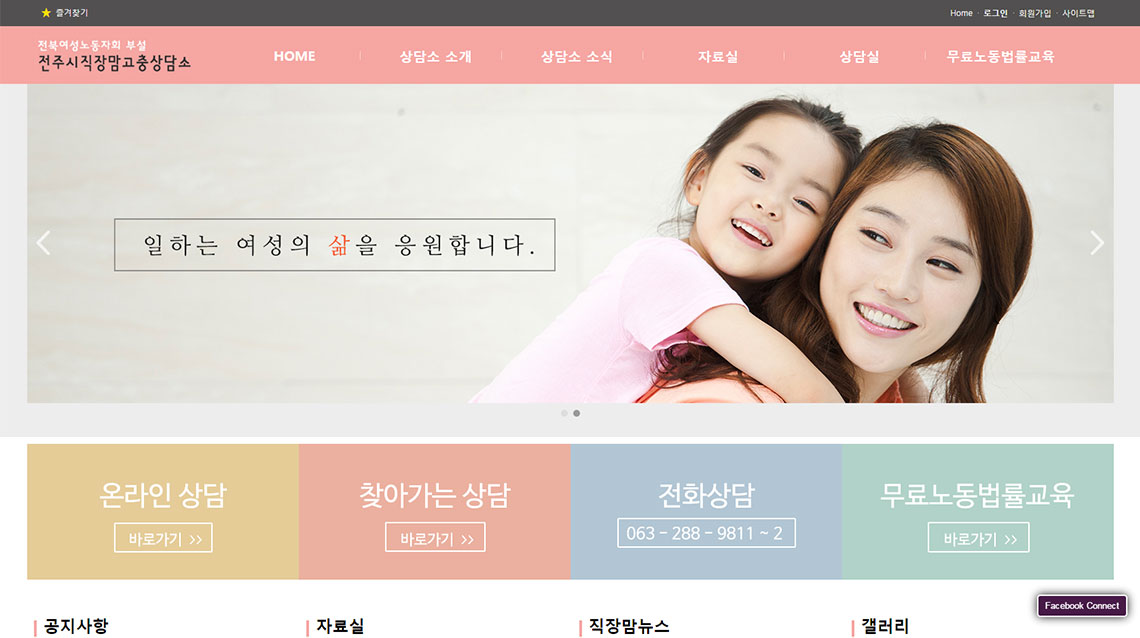 즐겨찾기
Home · 로그인 · 회원가입 · 사이트맵
전북여성노동자회 부설
전주시직장맘고충상담소
HOME
상담소 소개
상담소 소식
자료실
상담실
무료노동법률교육
일하는 여성의 삶을 응원합니다.
온라인 상담
바로가기 >>
찾아가는 상담
바로가기 >>
전화상담
063 - 288 - 9811 ~ 2
무료노동법률교육
바로가기 >>
Facebook Connect
공지사항
자료실
직장맘뉴스
갤러리